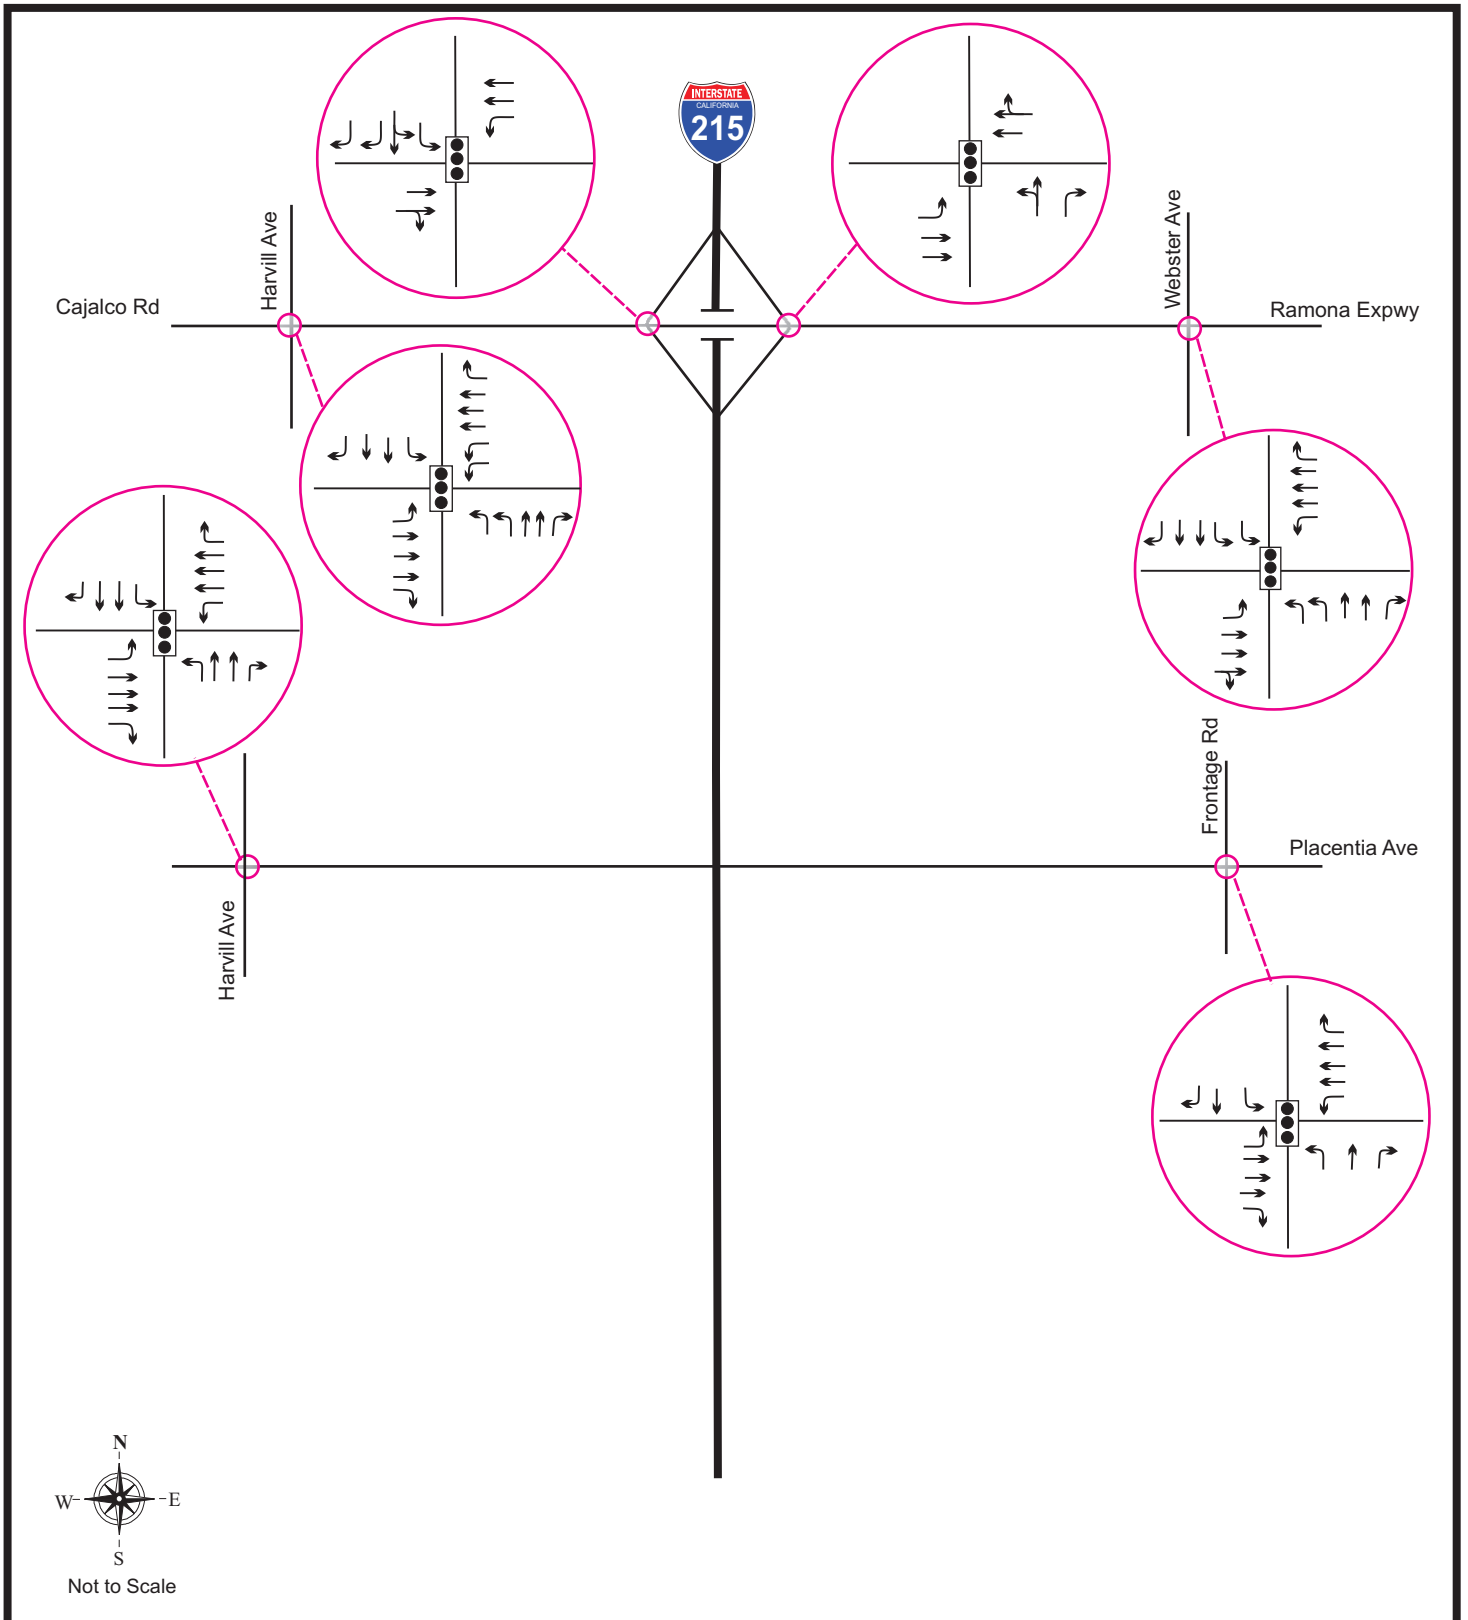 INTERSTATE
CALIFORNIA
215
Harvill Ave
Webster Ave
Cajalco Rd
Ramona Expwy
Frontage Rd
Placentia Ave
Harvill Ave
N
W
E
S
Not to Scale